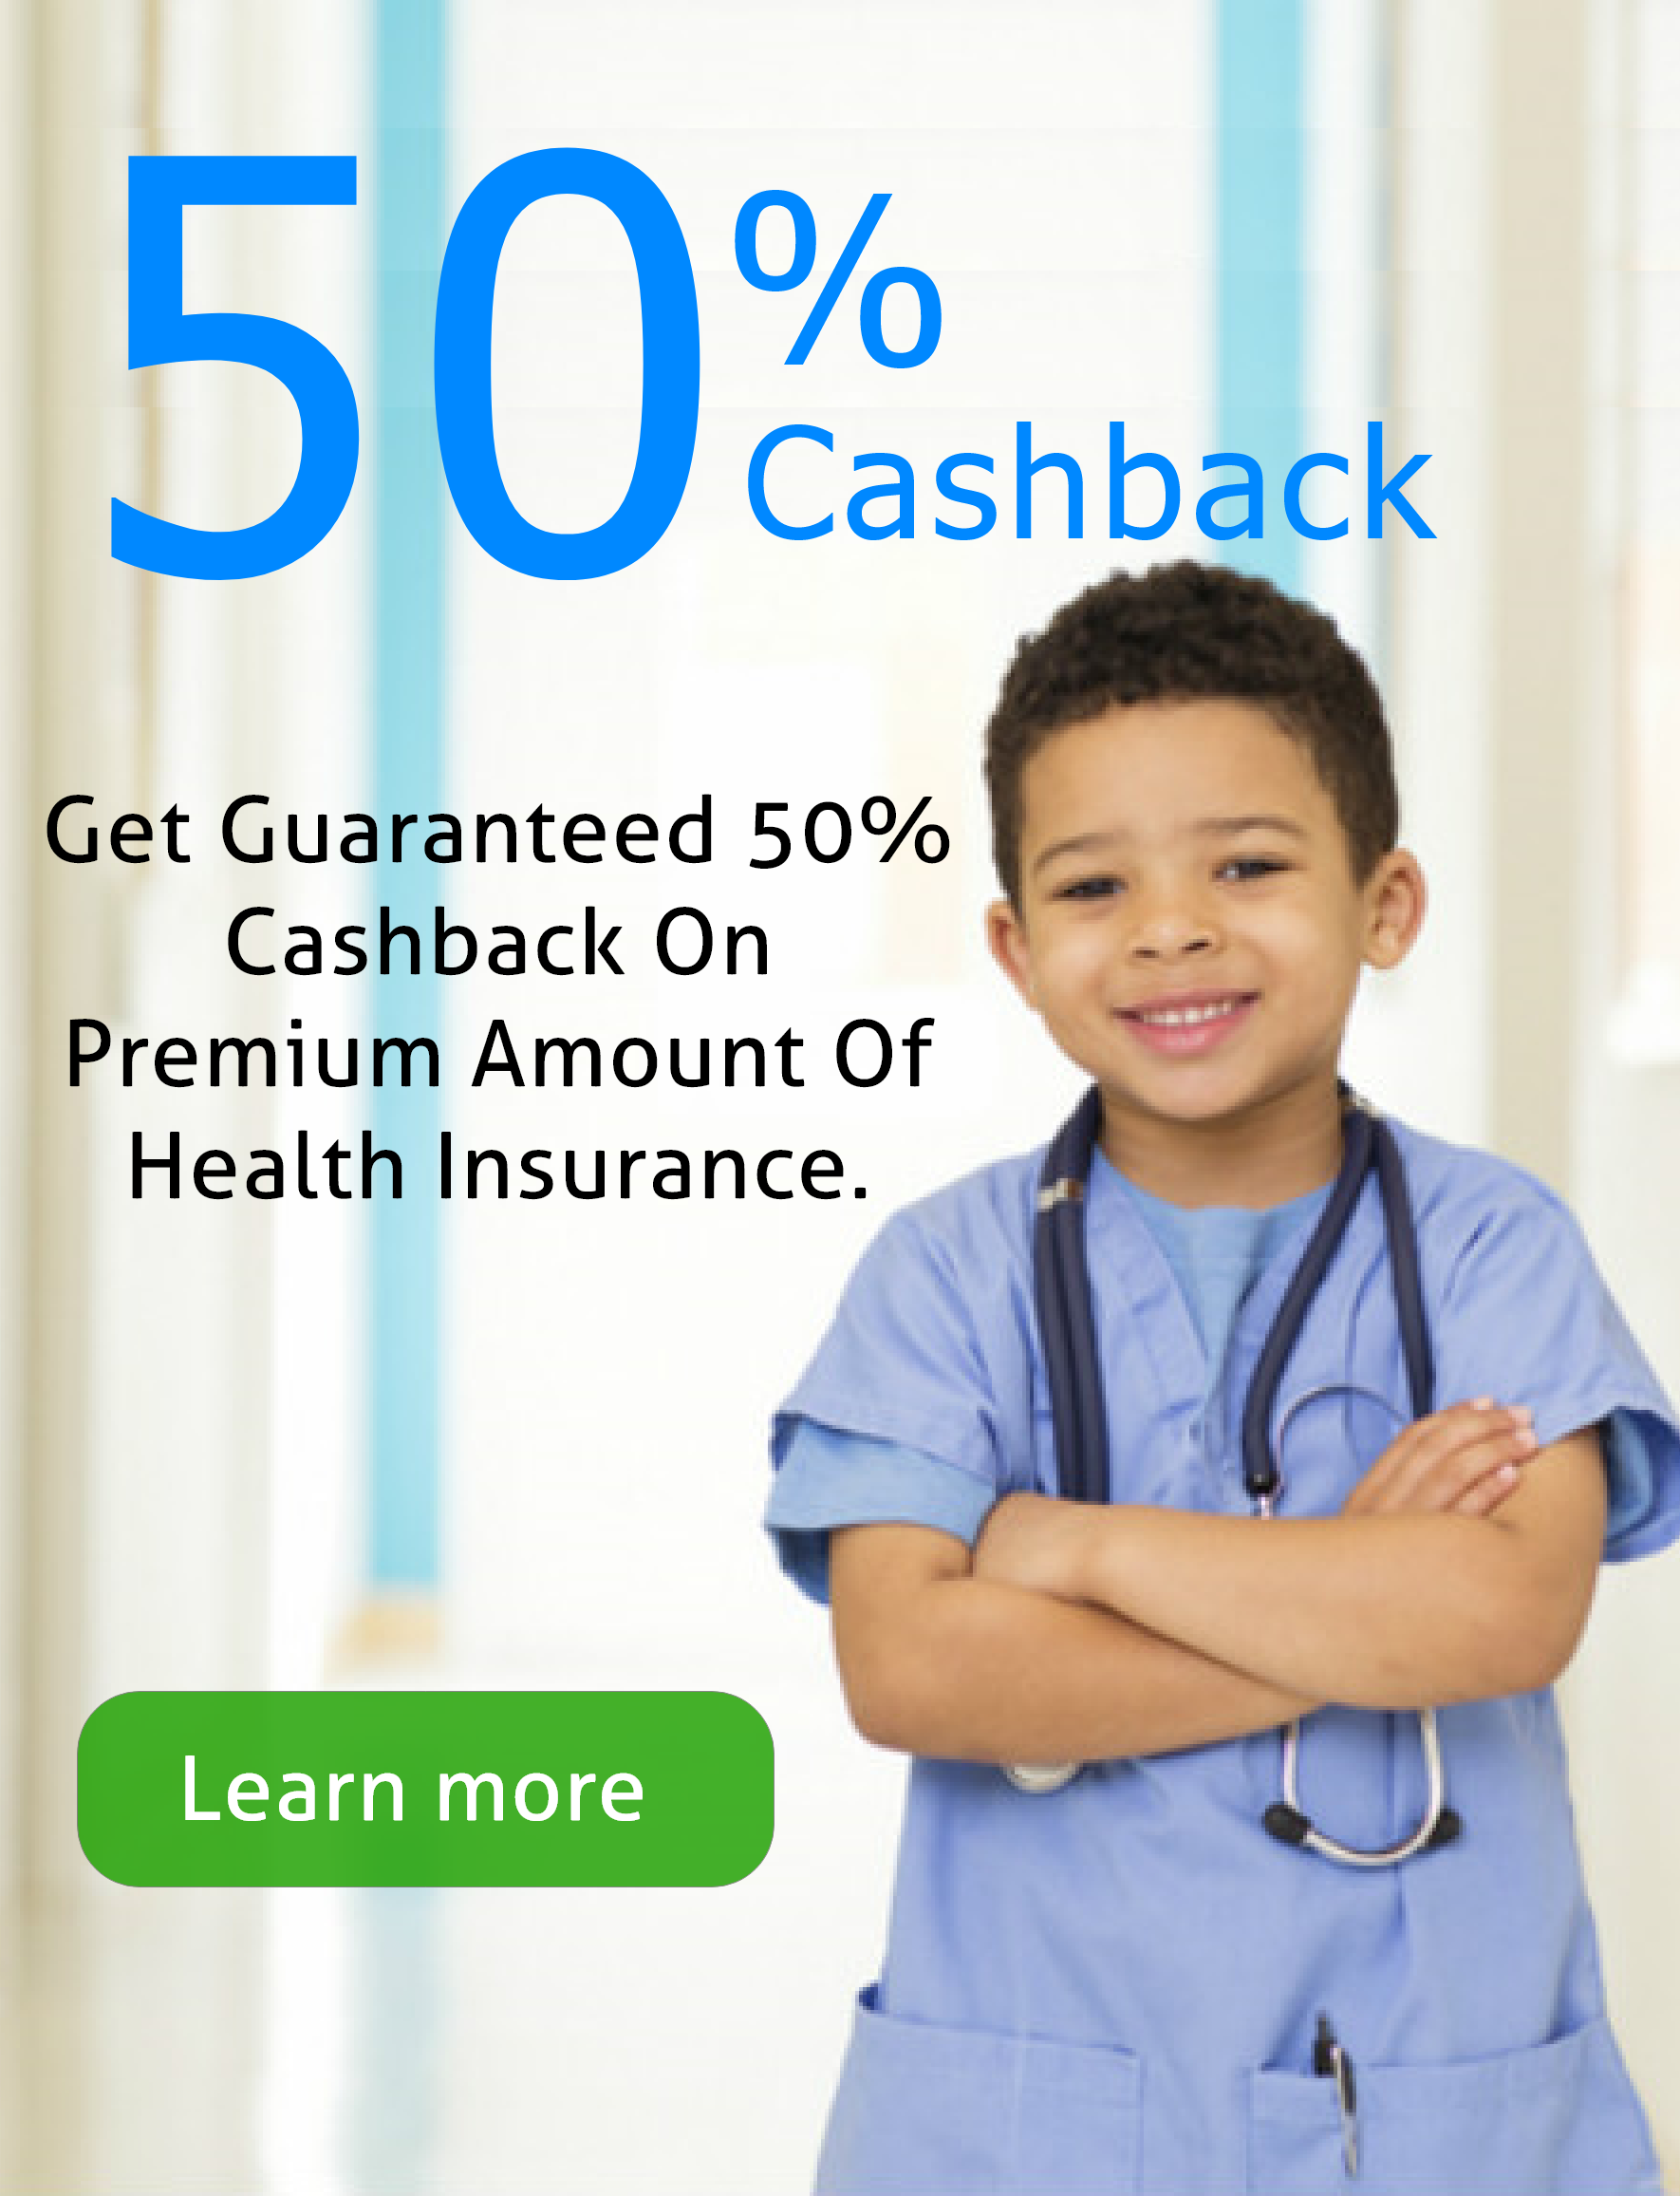 50%
Cashback
Get Guaranteed 50%
Cashback On
Premium Amount Of
Health Insurance.
Learn more